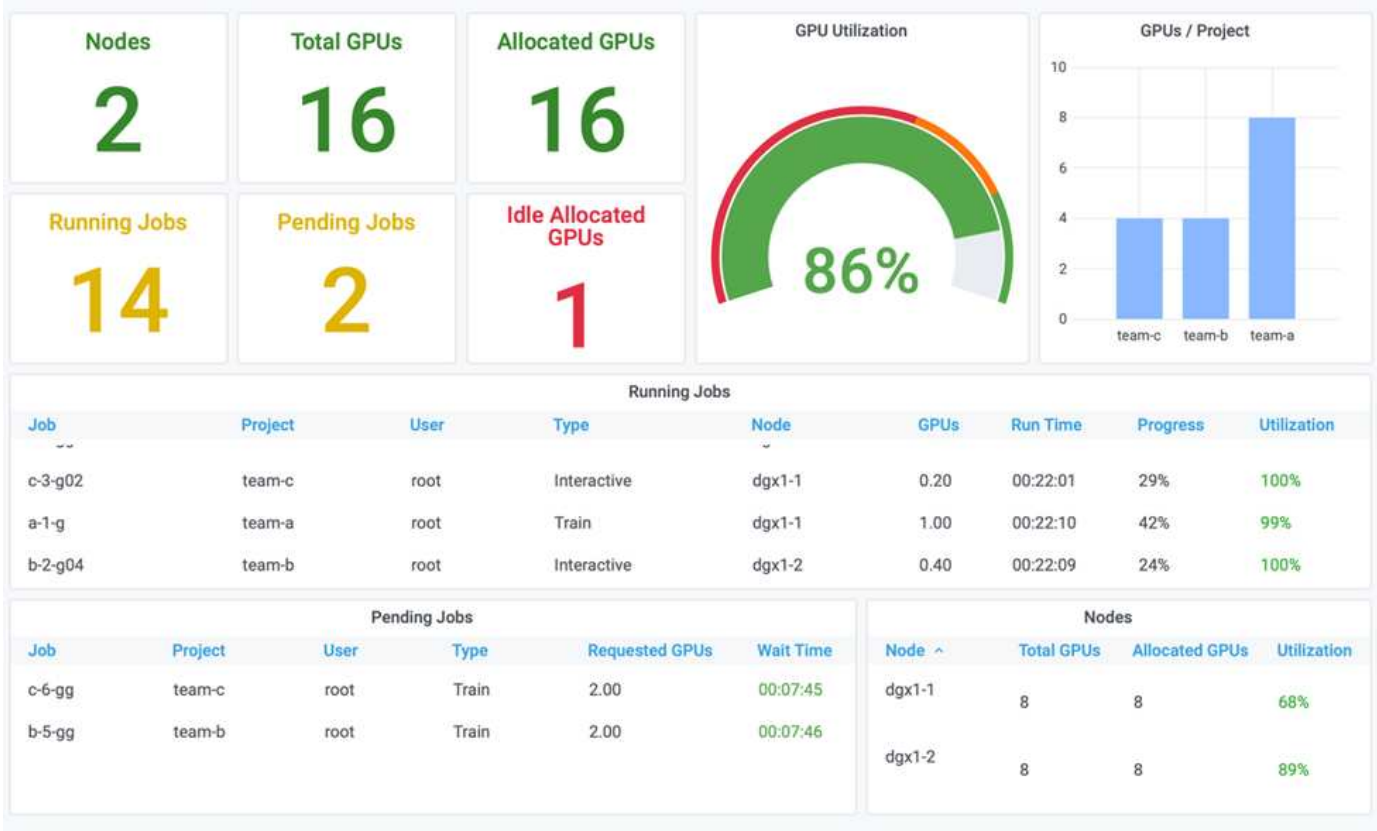 Nodes
2
Total GPUs
16
Allocated GPUs
16
Running Jobs
14
Pending Jobs
2
Idle Allocated
GPUs
1
GPU Utilization
86%
GPUs / Project
10
8
6
4
2
0
team-c team-b team-a
Running Jobs
Job Project User Type Node GPUs Run Time Progress Utilization
c-3-g02 team-c root Interactive dgx1-1 0.20 00:22:01 29% 100%
a-1-g team-a root Train dgx1-1 1.00 00:22:10 42% 99%
b-2-g04 team-b root Interactive dgx1-2 0.40 00:22:09 24% 100%
Pending Jobs
Job Project User Type Requested GPUs Wait Time
c-6-gg team-c root Train 2.00 00:07:45
b-5-gg team-b root Train 2.00 00:07:46
Nodes
Node Total GPUs Allocated GPUs Utilization
dgx1-1 8 8 68%
dgx1-2 8 8 89%